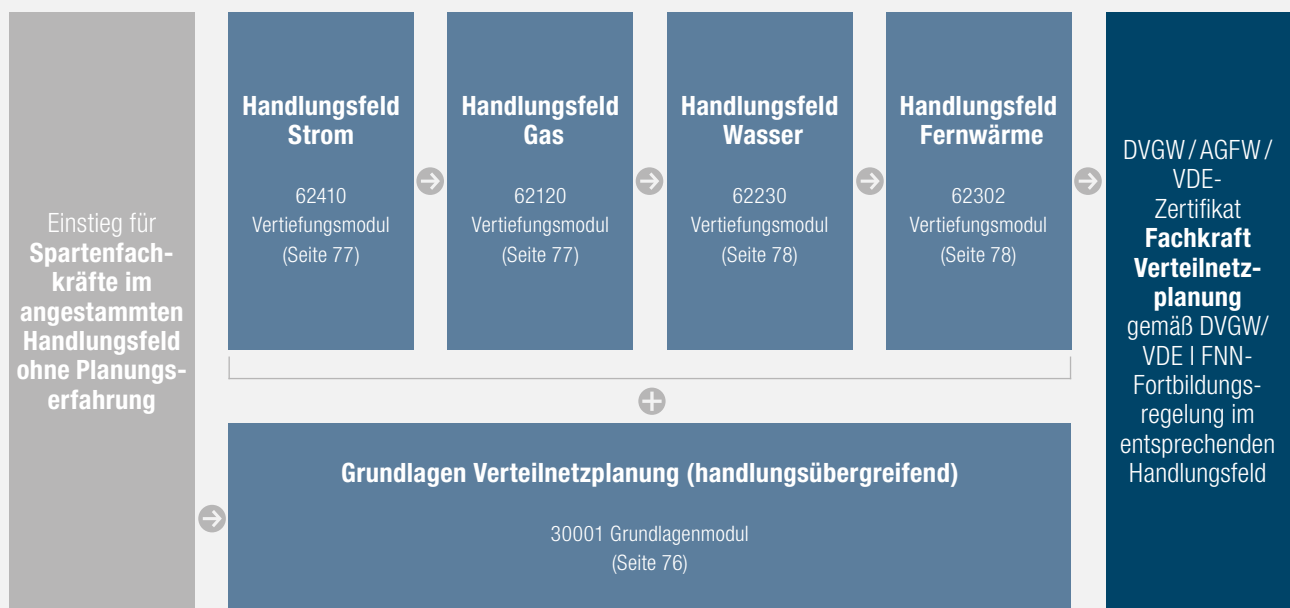 Einstieg für
Spartenfach-
kräfte im
angestammten
Handlungsfeld
ohne Planungs-
erfahrung
Handlungsfeld
Strom
62410
Vertiefungsmodul
(Seite 77)
Handlungsfeld
Gas
62120
Vertiefungsmodul
(Seite 77)
Handlungsfeld
Wasser
62230
Vertiefungsmodul
(Seite 78)
Handlungsfeld
Fernwärme
62302
Vertiefungsmodul
(Seite 78)
Grundlagen Verteilnetzplanung (handlungsübergreifend)
30001 Grundlagenmodul
(Seite 76)
DVGW / AGFW /
VDE-
Zertifikat
Fachkraft
Verteilnetz-
planung
gemäß DVGW/
VDE I FNN-
Fortbildungs-
regelung im
entsprechenden
Handlungsfeld